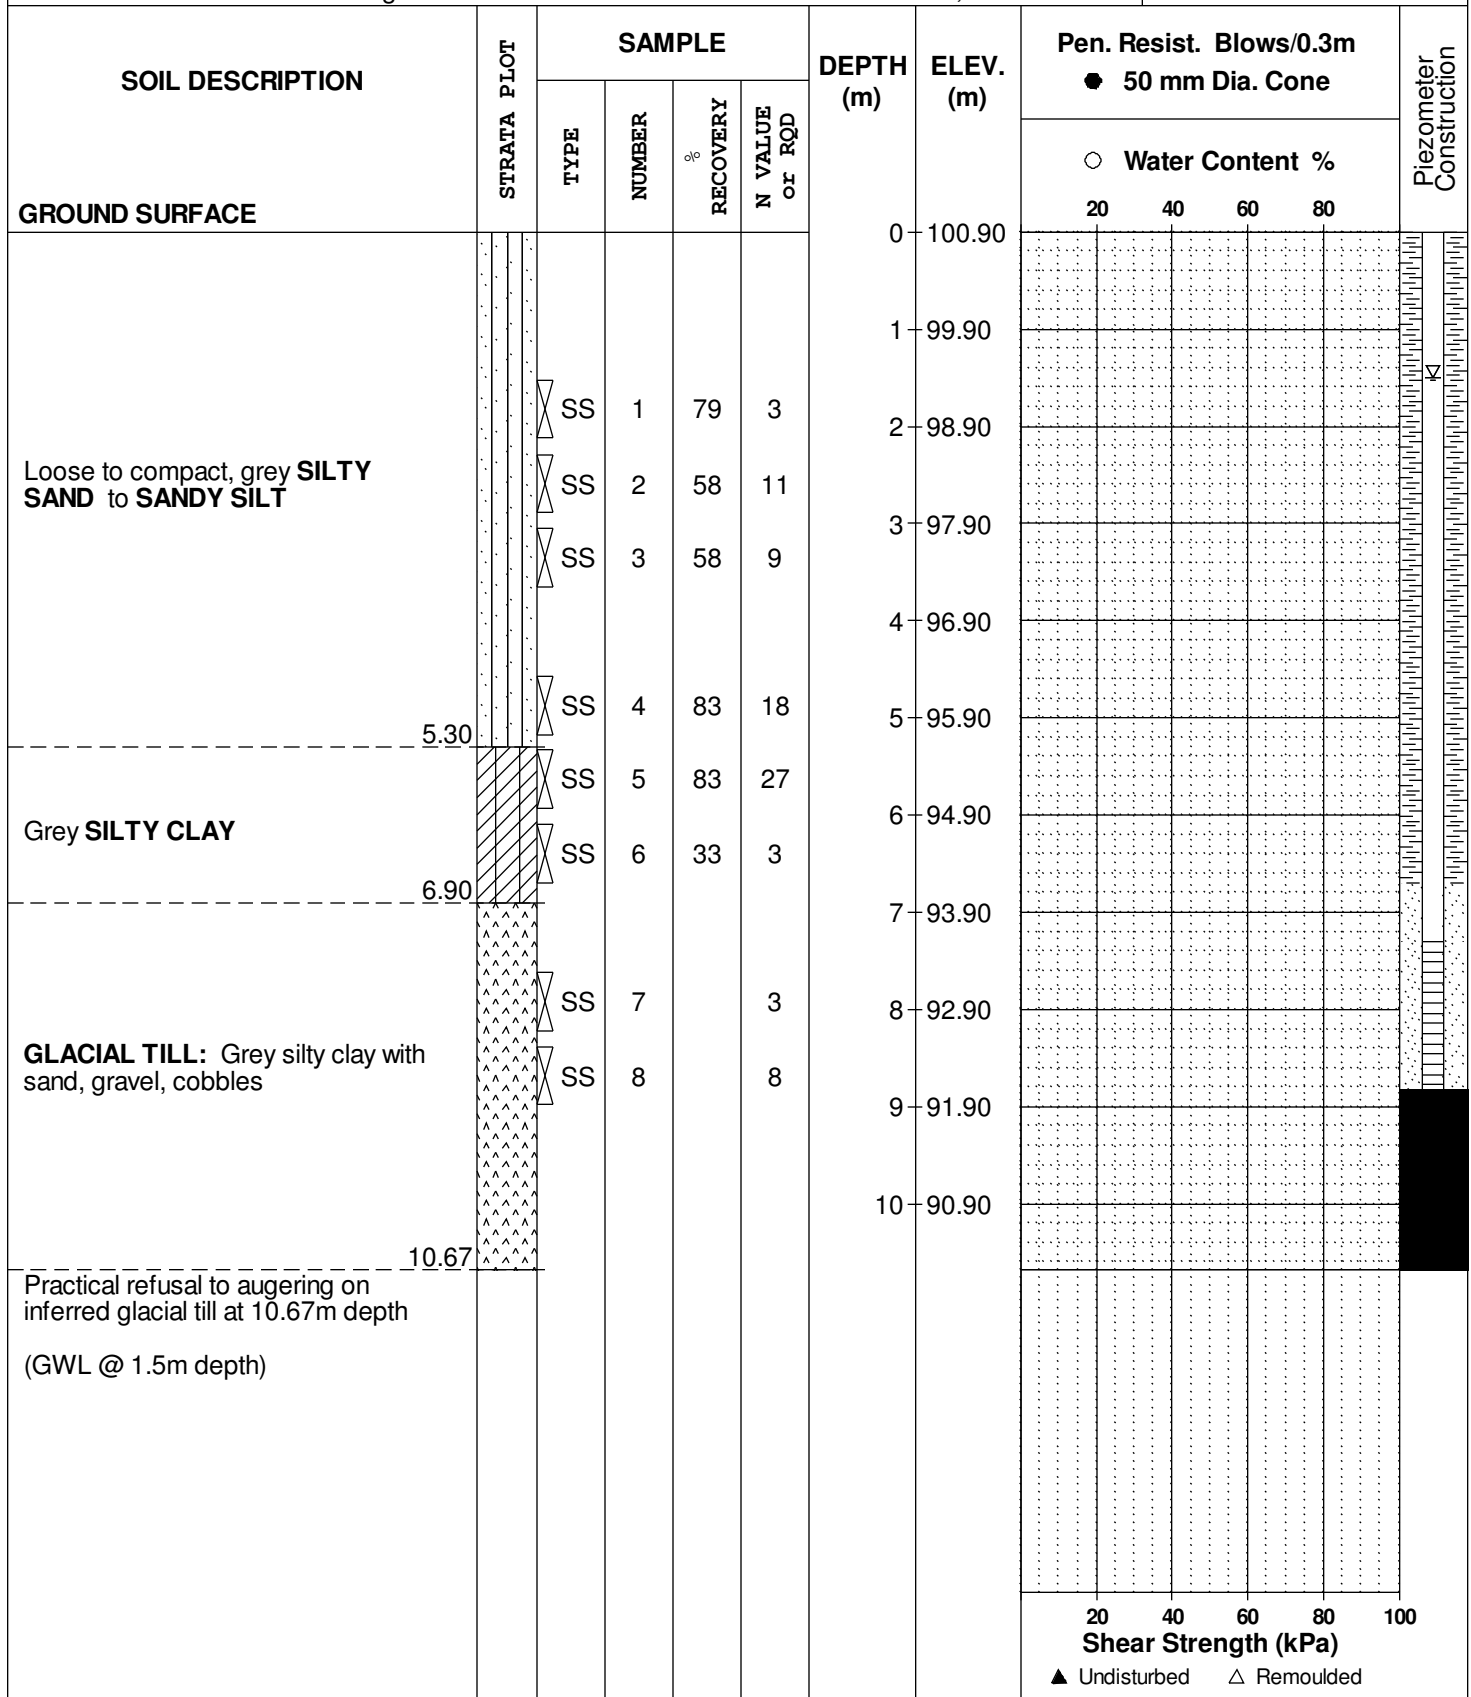 SOIL DESCRIPTION
GROUND SURFACE
STRATA PLOT
SAMPLE
TYPE
NUMBER
%
RECOVERY
N VALUE
or RQD
DEPTH
(m)
ELEV.
(m)
Pen. Resist. Blows/0.3m
● 50 mm Dia. Cone
○ Water Content %
20 40 60 80
Piezometer
Construction
0 100.90
1 99.90
SS 1 79 3
2 98.90
Loose to compact, grey SILTY
SAND to SANDY SILT
SS 2 58 11
3 97.90
SS 3 58 9
4 96.90
SS 4 83 18
5 95.90
5.30
SS 5 83 27
6 94.90
Grey SILTY CLAY
SS 6 33 3
6.90
7 93.90
SS 7 3
8 92.90
GLACIAL TILL: Grey silty clay with
sand, gravel, cobbles
SS 8 8
9 91.90
10 90.90
10.67
Practical refusal to augering on
inferred glacial till at 10.67m depth
(GWL @ 1.5m depth)
20 40 60 80 100
Shear Strength (kPa)
▲ Undisturbed △ Remoulded